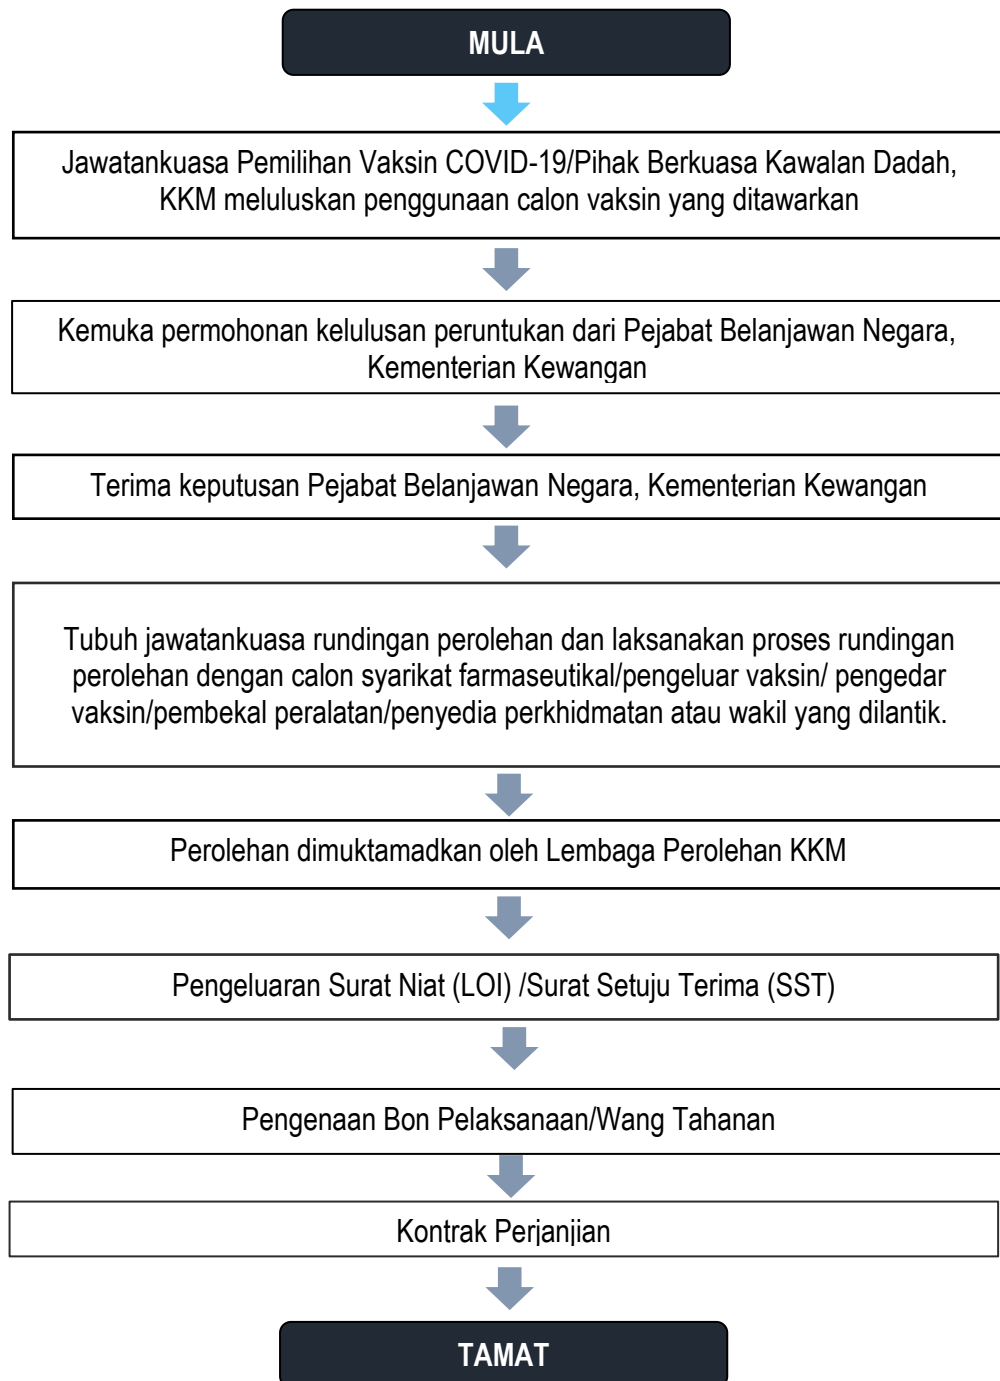 MULA
Jawatankuasa Pemilihan Vaksin COVID-19/Pihak Berkuasa Kawalan Dadah,
KKM meluluskan penggunaan calon vaksin yang ditawarkan
Kemuka permohonan kelulusan peruntukan dari Pejabat Belanjawan Negara,
Kementerian Kewangan
Terima keputusan Pejabat Belanjawan Negara, Kementerian Kewangan
Tubuh jawatankuasa rundingan perolehan dan laksanakan proses rundingan
perolehan dengan calon syarikat farmaseutikal/pengeluar vaksin/ pengedar
vaksin/pembekal peralatan/penyedia perkhidmatan atau wakil yang dilantik.
Perolehan dimuktamadkan oleh Lembaga Perolehan KKM
Pengeluaran Surat Niat (LOI) /Surat Setuju Terima (SST)
Pengenaan Bon Pelaksanaan/Wang Tahanan
Kontrak Perjanjian
TAMAT